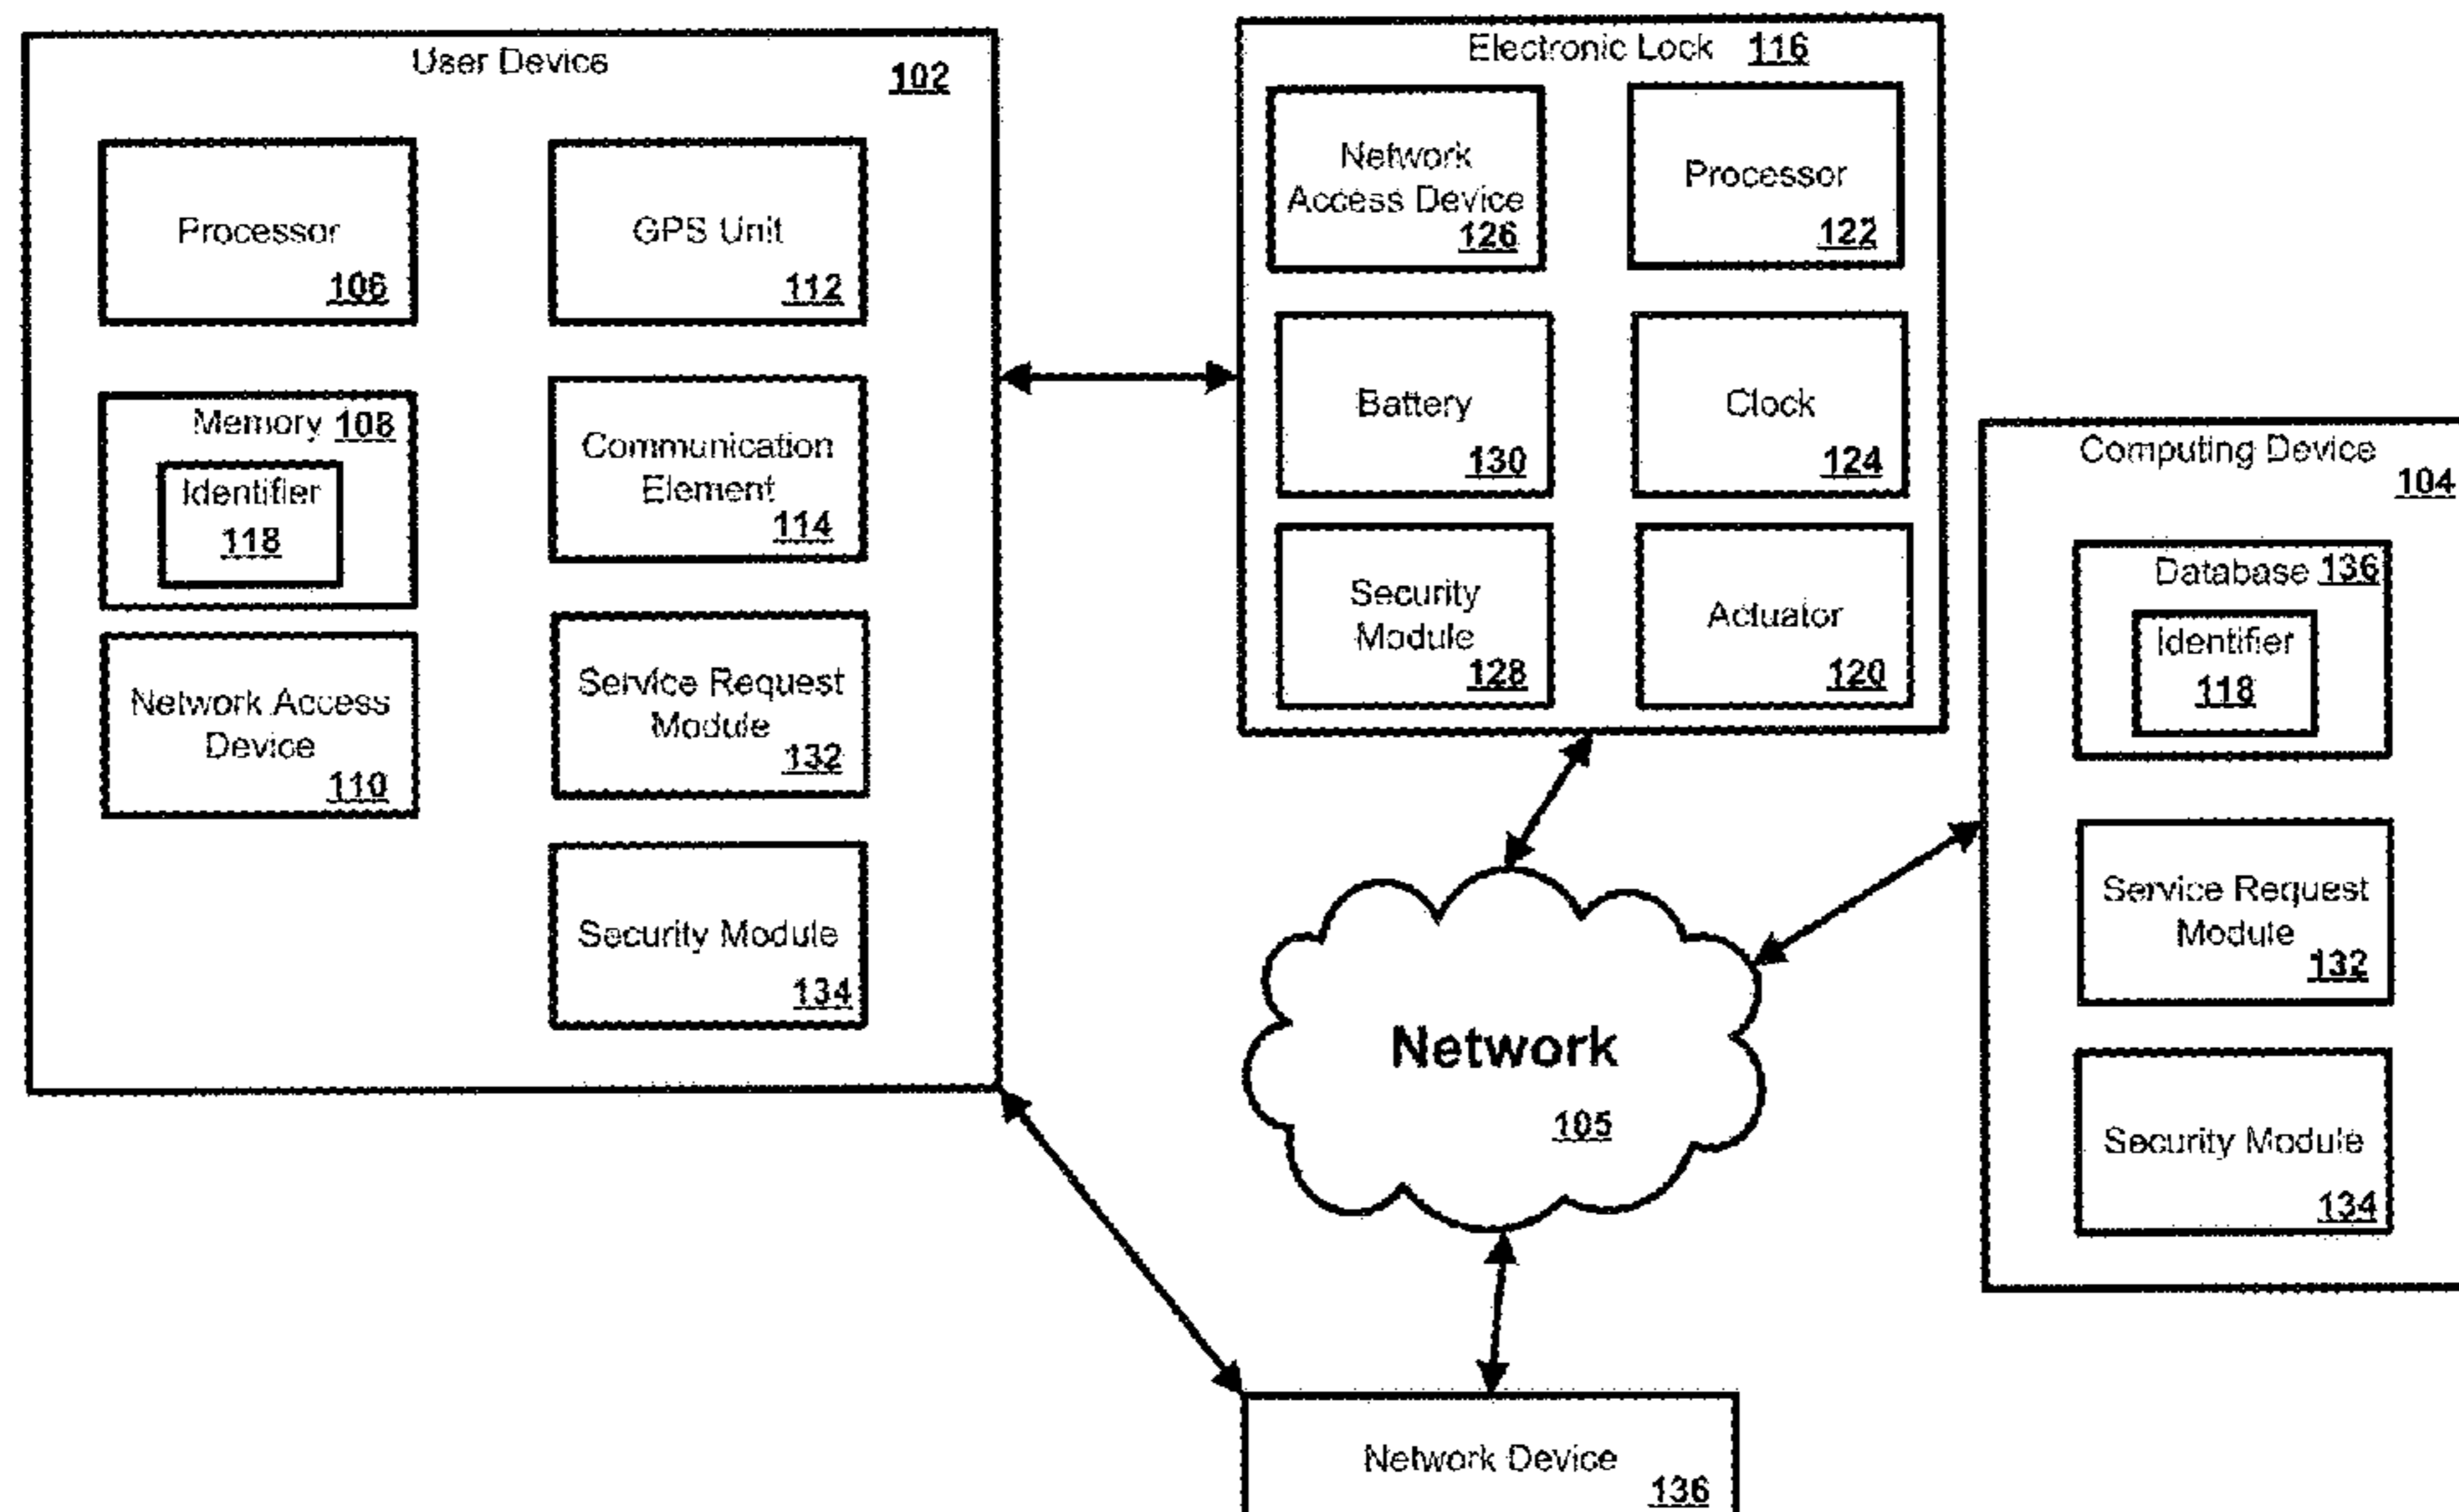 User Device
102
Processor
106
GPS Unit
112
Memory 108
Identifier
118
Communication
Element
114
Network Access
Device
110
Service Request
Module
132
Security Module
134
Electronic Lock 116
Network
Access Device
126
Processor
122
Battery
130
Clock
124
Security
Module
128
Actuator
120
Computing Device
104
Database 136
Identifier
118
Service Request
Module
132
Security Module
134
Network
105
Network Device
136